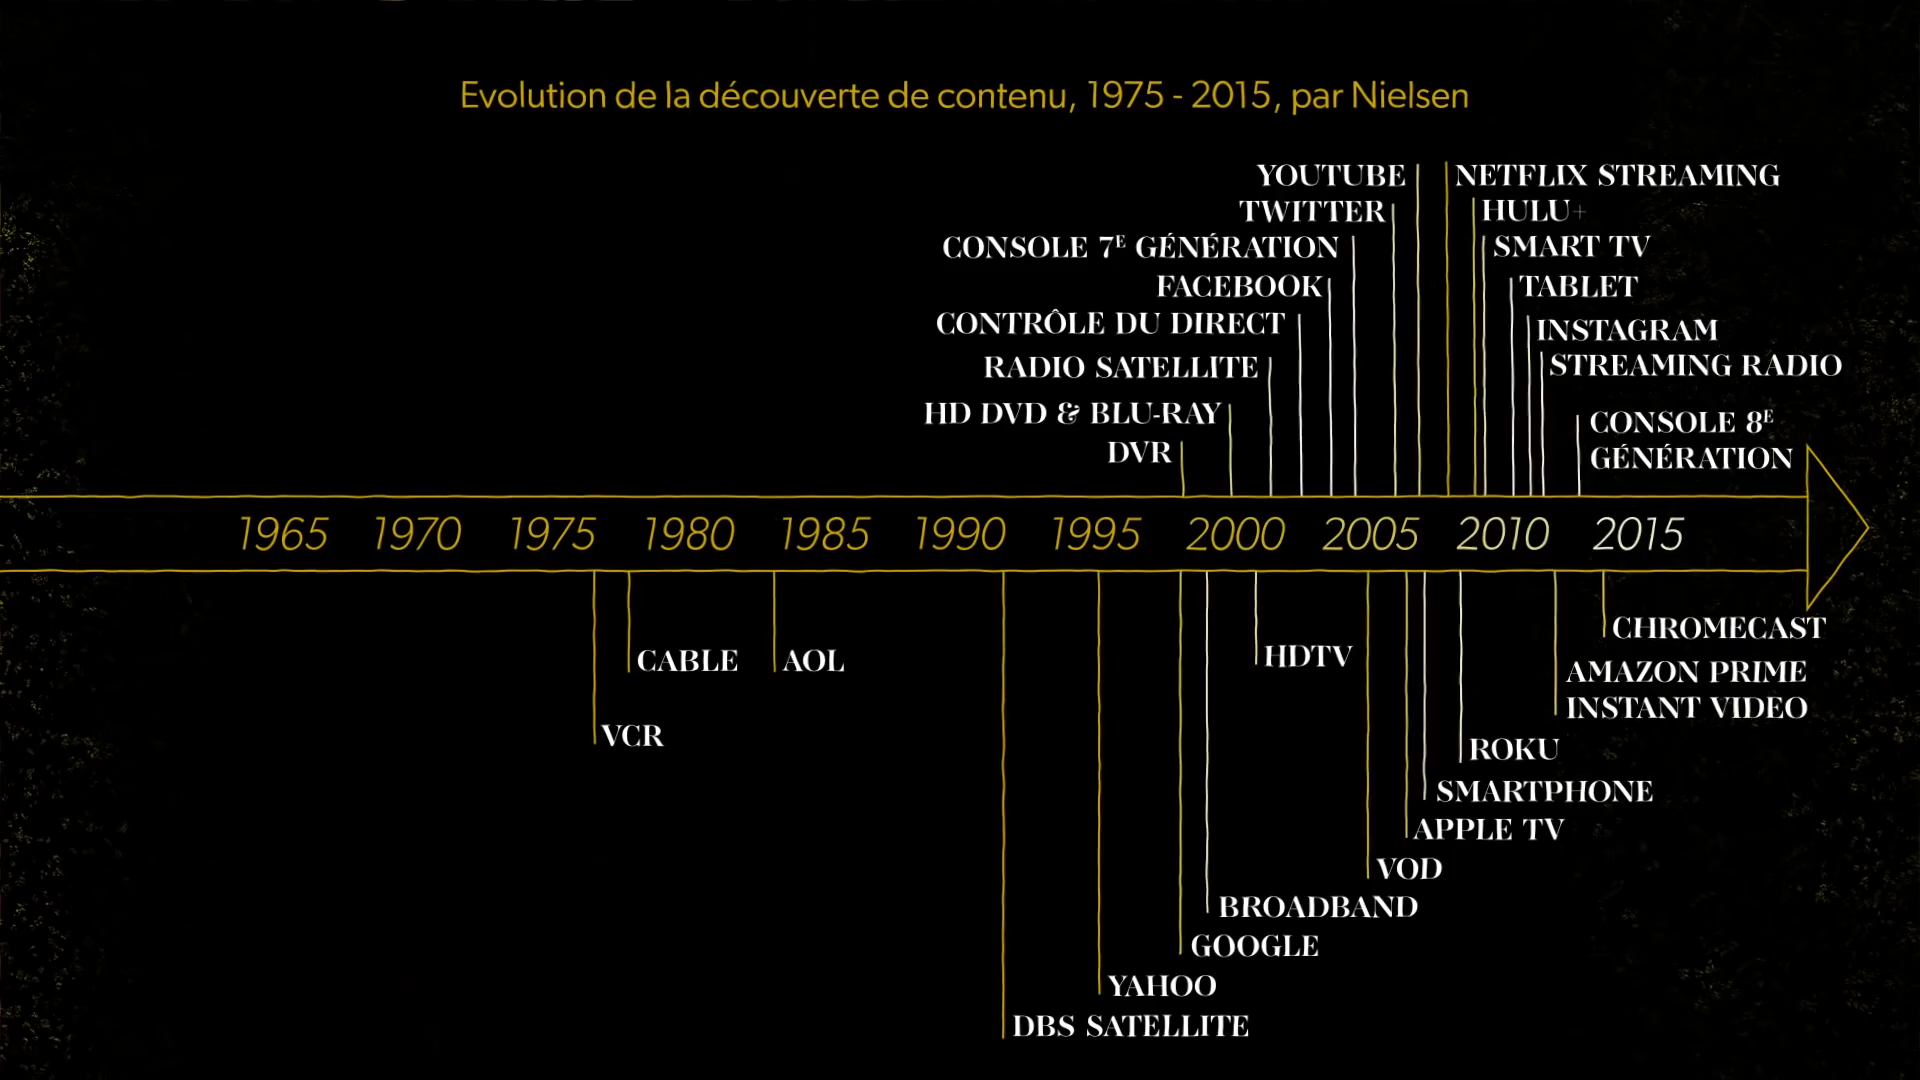 Evolution de la découverte de contenu, 1975 - 2015, par Nielsen
YOUTUBE
NETFLIX STREAMING
TWITTER
HULU+
CONSOLE 7E GÉNÉRATION
SMART TV
FACEBOOK
TABLET
CONTRÔLE DU DIRECT
INSTAGRAM
RADIO SATELLITE
STREAMING RADIO
HD DVD & BLU-RAY
CONSOLE 8E
GÉNÉRATION
DVR
1965 1970 1975 1980 1985 1990 1995 2000 2005 2010 2015
CHROMECAST
CABLE
AOL
HDTV
AMAZON PRIME
INSTANT VIDEO
VCR
ROKU
SMARTPHONE
APPLE TV
VOD
BROADBAND
GOOGLE
YAHOO
DBS SATELLITE